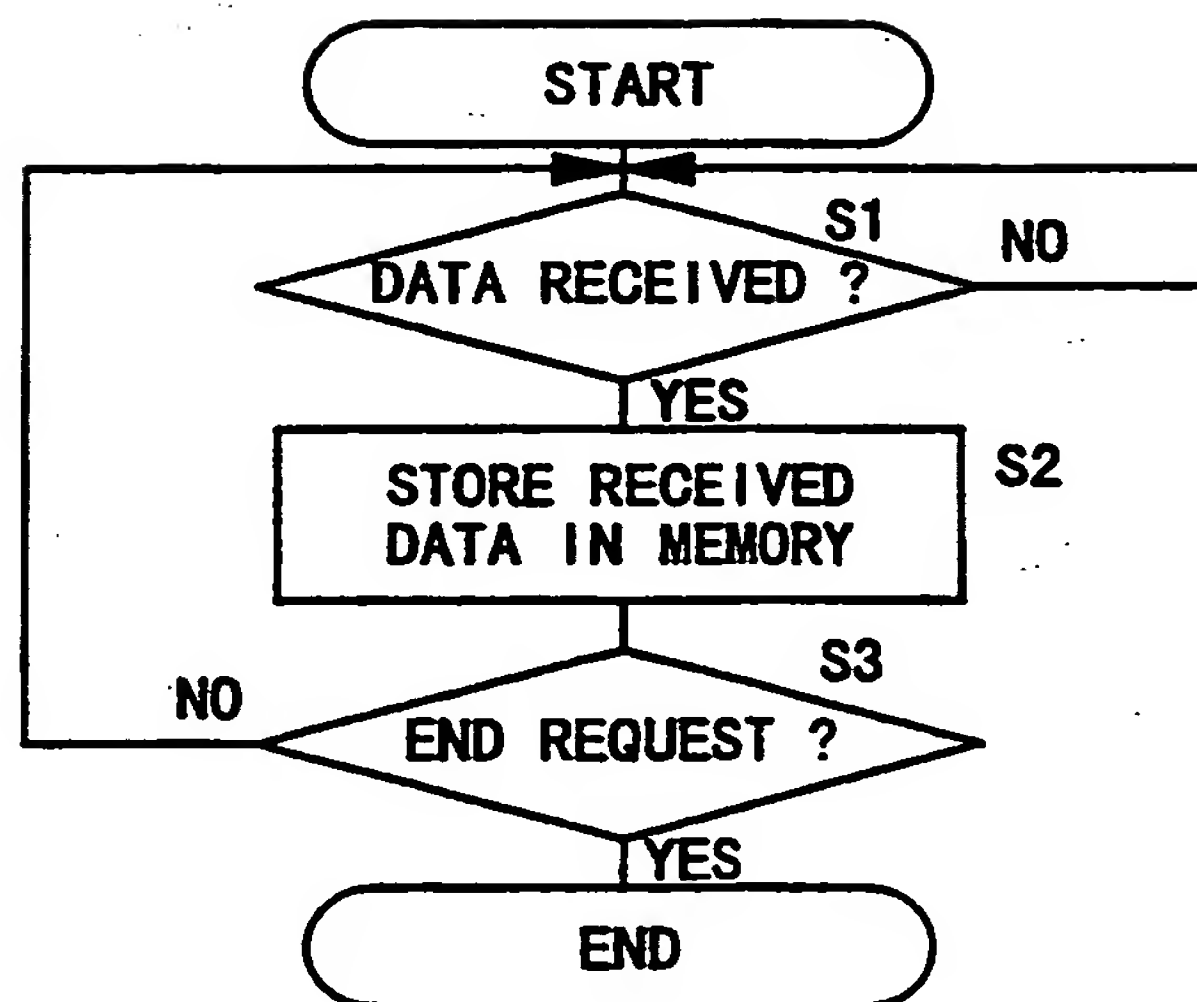 START
S1
NO
DATA RECEIVED ?
YES
STORE RECEIVED
DATA IN MEMORY
S2
S3
NO
END REQUEST ?
YES
END